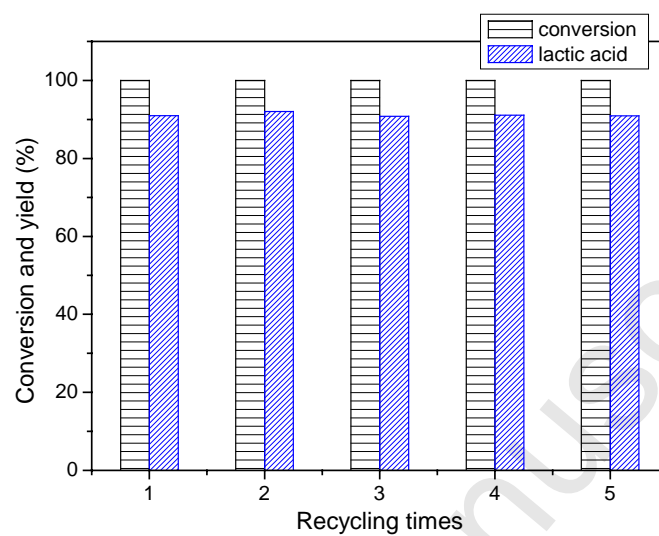 conversion
lactic acid
100
80
60
40
20
0
Conversion and yield (%)
1 2 3 4 5
Recycling times